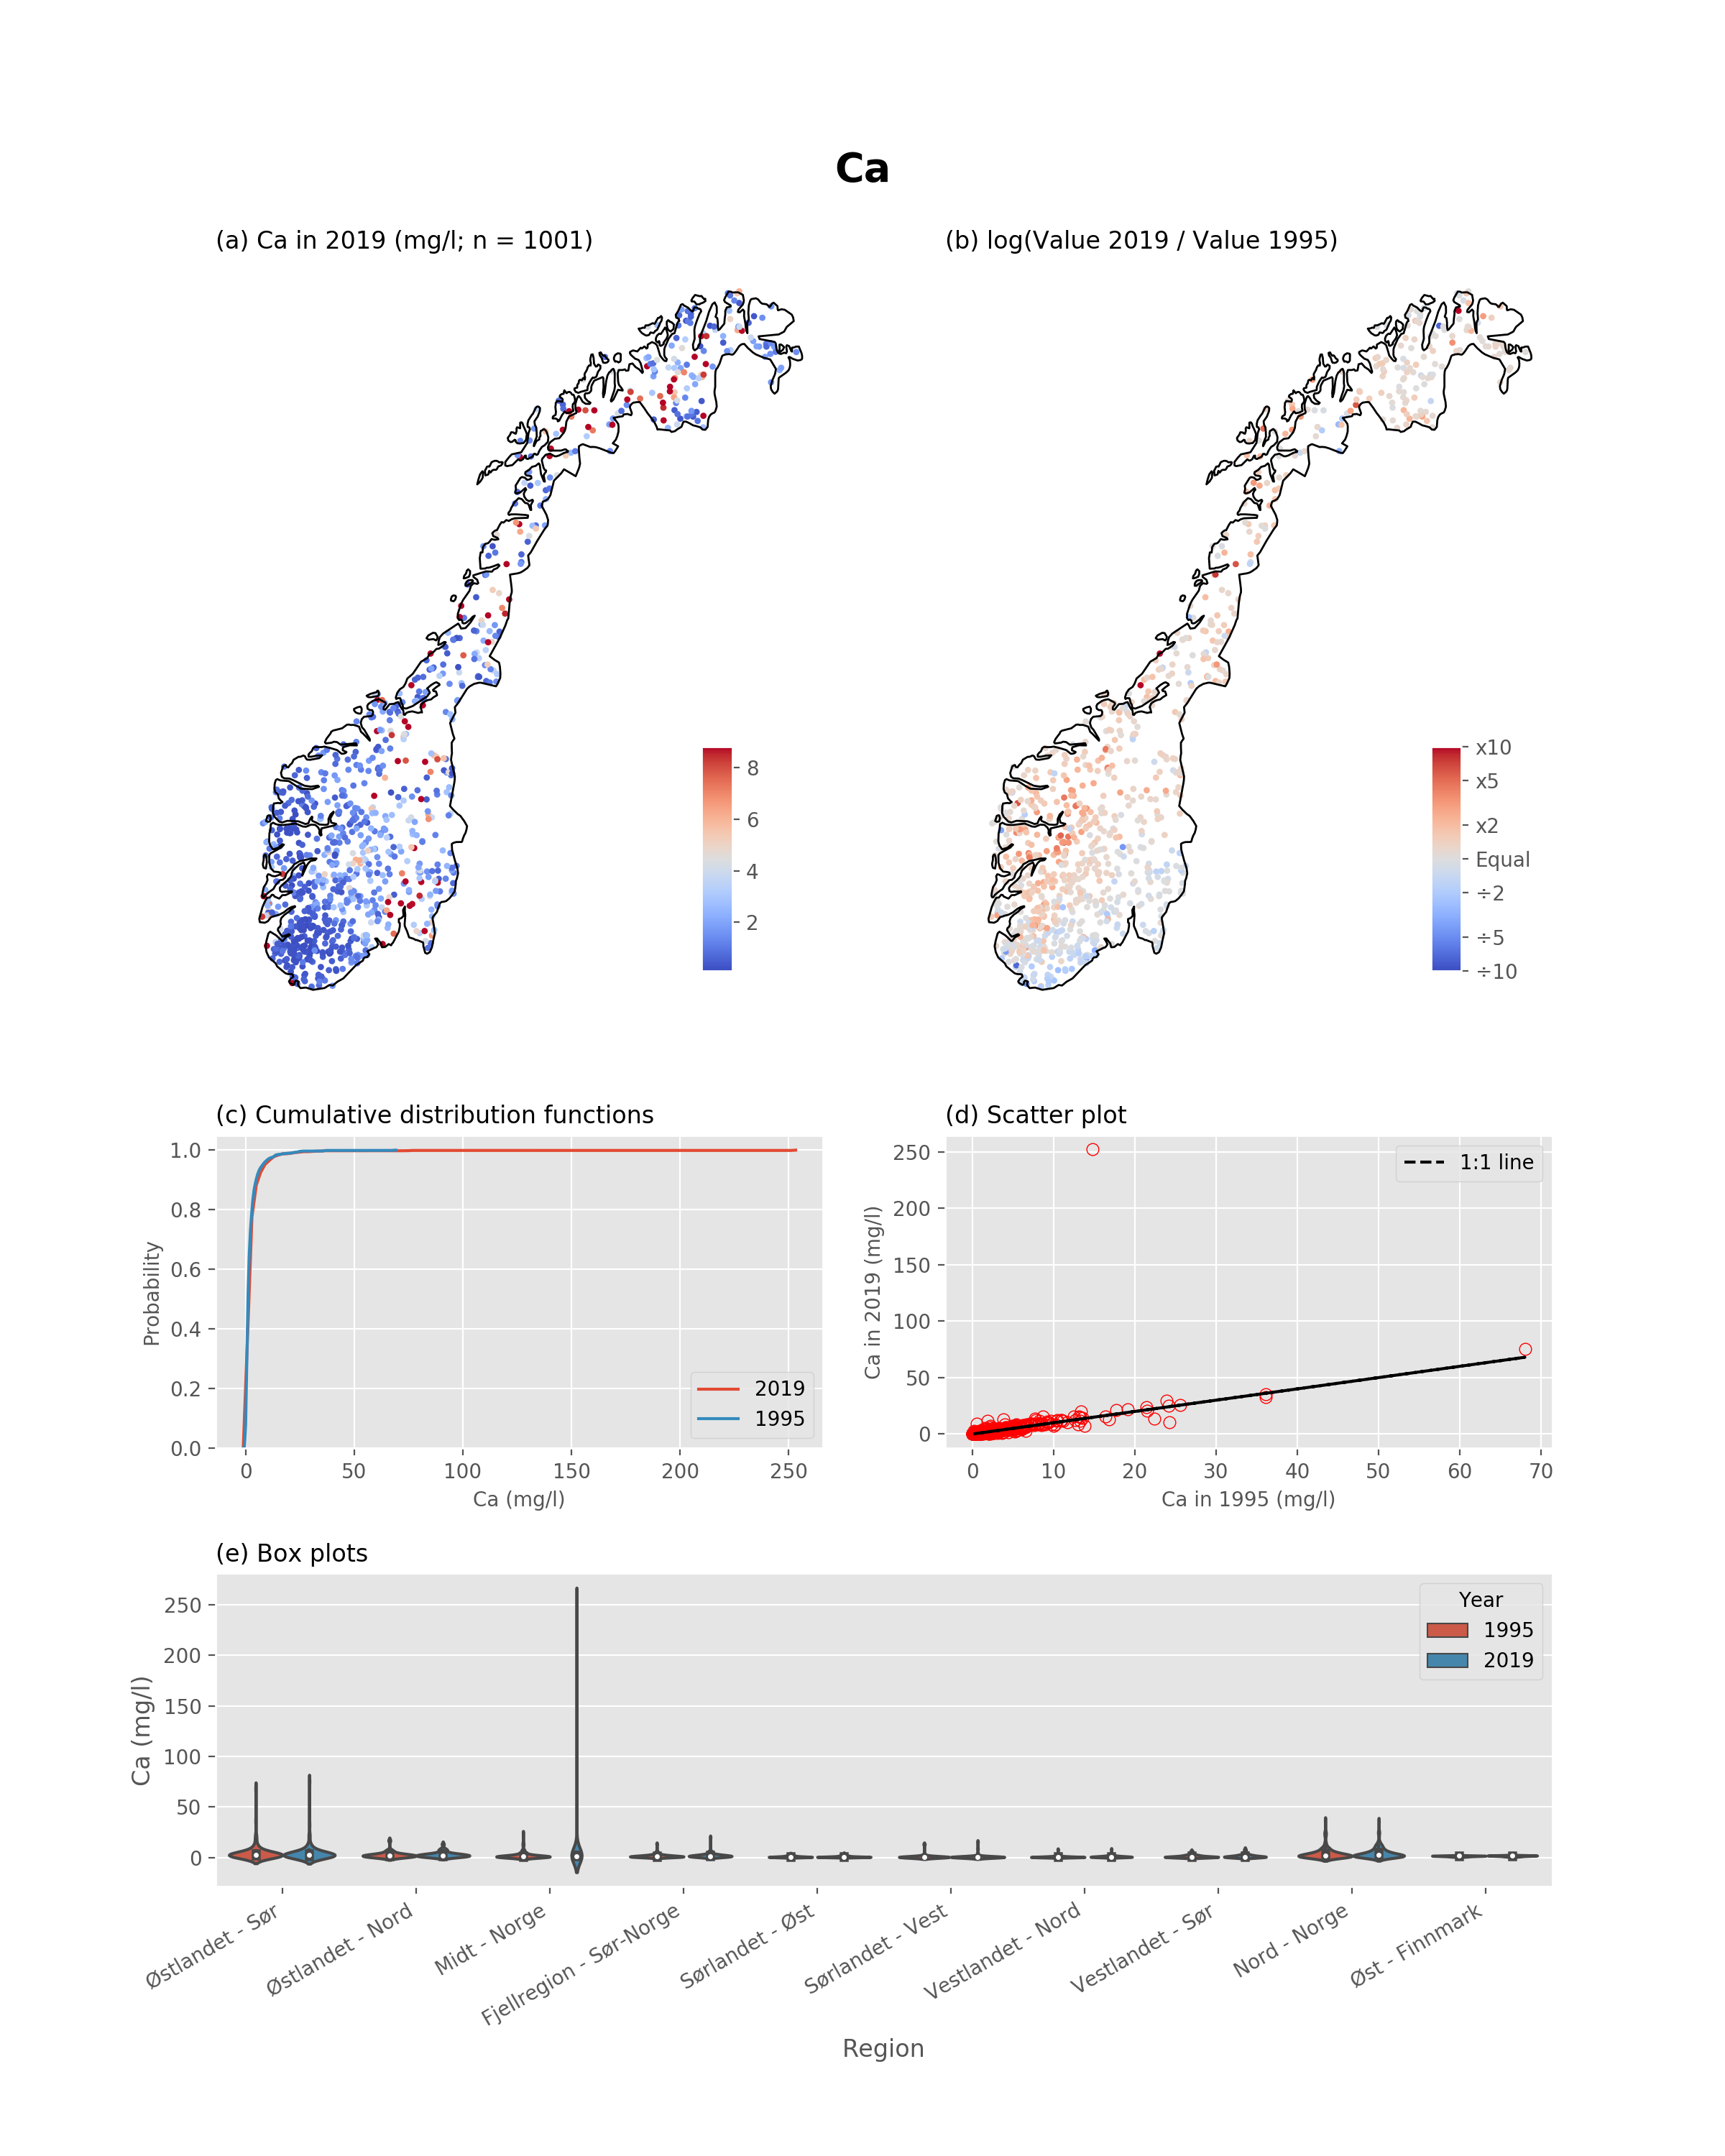 Ca
(a) Ca in 2019 (mg/l; n = 1001)
8
6
4
2
(b) log(Value 2019 / Value 1995)
x10
x5
x2
Equal
÷2
÷5
÷10
(c) Cumulative distribution functions
Probability
1.0
0.8
0.6
0.4
0.2
0.0
2019
1995
0 50 100 150 200 250
Ca (mg/l)
(d) Scatter plot
Ca in 2019 (mg/l)
250
200
150
100
50
0
1:1 line
0 10 20 30 40 50 60 70
Ca in 1995 (mg/l)
(e) Box plots
Ca (mg/l)
250
200
150
100
50
0
Year
1995
2019
Østlandet - Sør
Østlandet - Nord
Midt - Norge
Fjellregion - Sør-Norge
Sørlandet - Øst
Sørlandet - Vest
Vestlandet - Nord
Vestlandet - Sør
Nord - Norge
Øst - Finnmark
Region